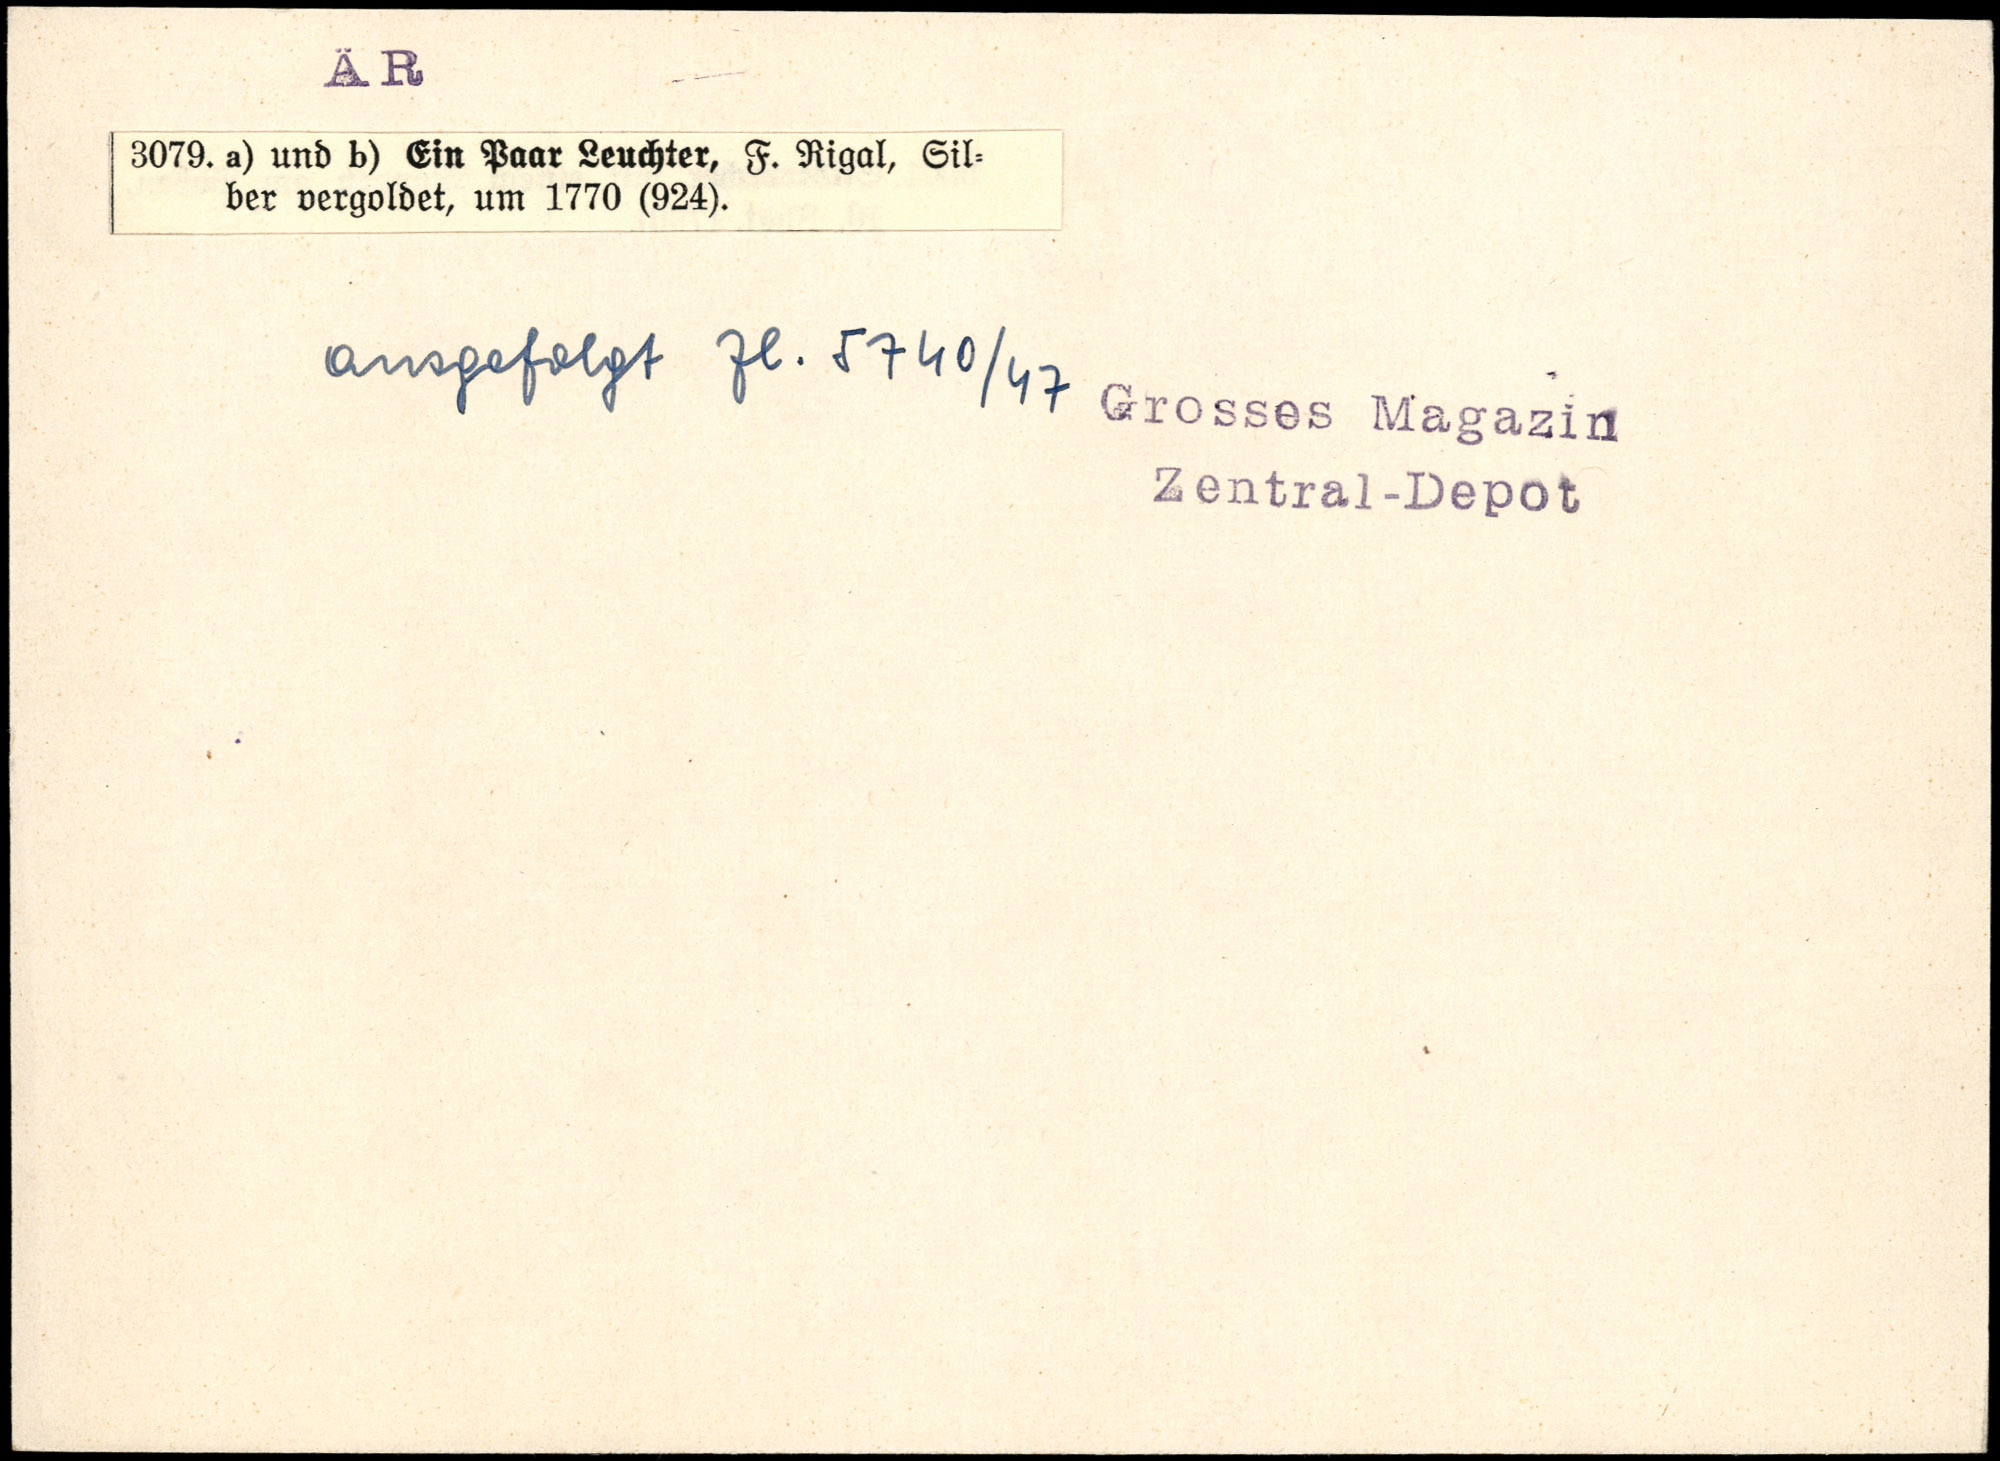 ÄR
3079. a) und b) Ein Paar Leuchter, F. Rigal, Sil-
ber vergoldet, um 1770 (924).
ausgefolgt Zl. 5740/47
Grosses Magazin
Zentral-Depot